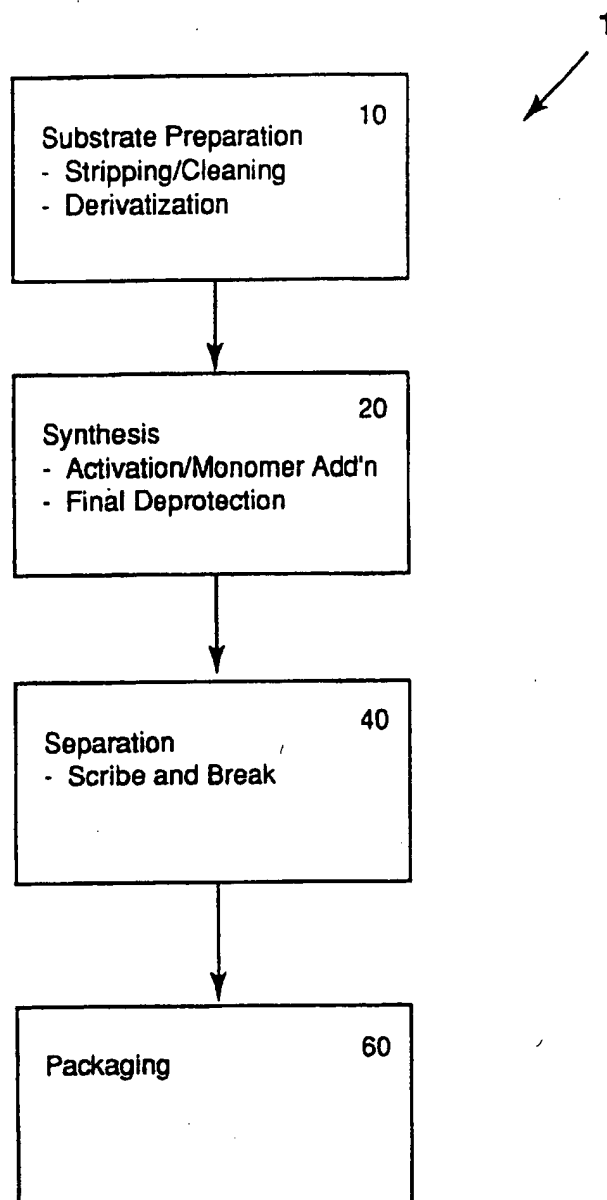 10
Substrate Preparation
- Stripping/Cleaning
- Derivatization
20
Synthesis
- Activation/Monomer Add'n
- Final Deprotection
40
Separation
- Scribe and Break
60
Packaging